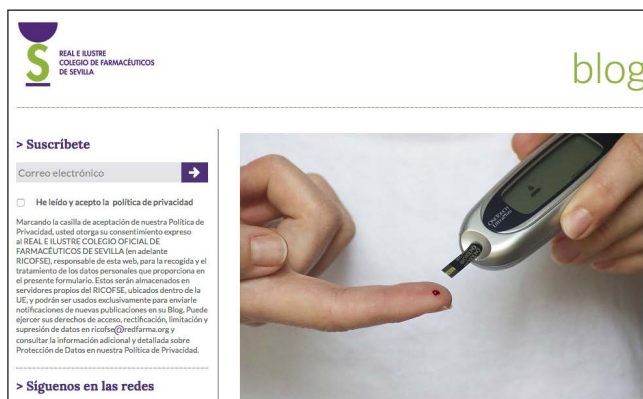 REAL E ILUSTRE
COLEGIO DE FARMACÉUTICOS
DE SEVILLA
blog
> Suscríbete
Correo electrónico
He leído y acepto la política de privacidad
Marcando la casilla de aceptación de nuestra Política de
Privacidad, usted otorga su consentimiento expreso
al REAL E ILUSTRE COLEGIO OFICIAL DE
FARMACÉUTICOS DE SEVILLA (en adelante
RICOFSE), responsable de esta web, para la recogida y el
tratamiento de los datos personales que proporciona en
el presente formulario. Estos serán almacenados en
servidores propios del RICOFSE, ubicados dentro de la
UE, y podrán ser usados exclusivamente para enviarle
notificaciones de nuevas publicaciones en su Blog. Puede
ejercer sus derechos de acceso, rectificación, limitación y
supresión de datos en ricofse@redfarma.org y
consultar la información adicional y detallada sobre
Protección de Datos en nuestra Política de Privacidad.
> Síguenos en las redes
OneTouch
UltraMini